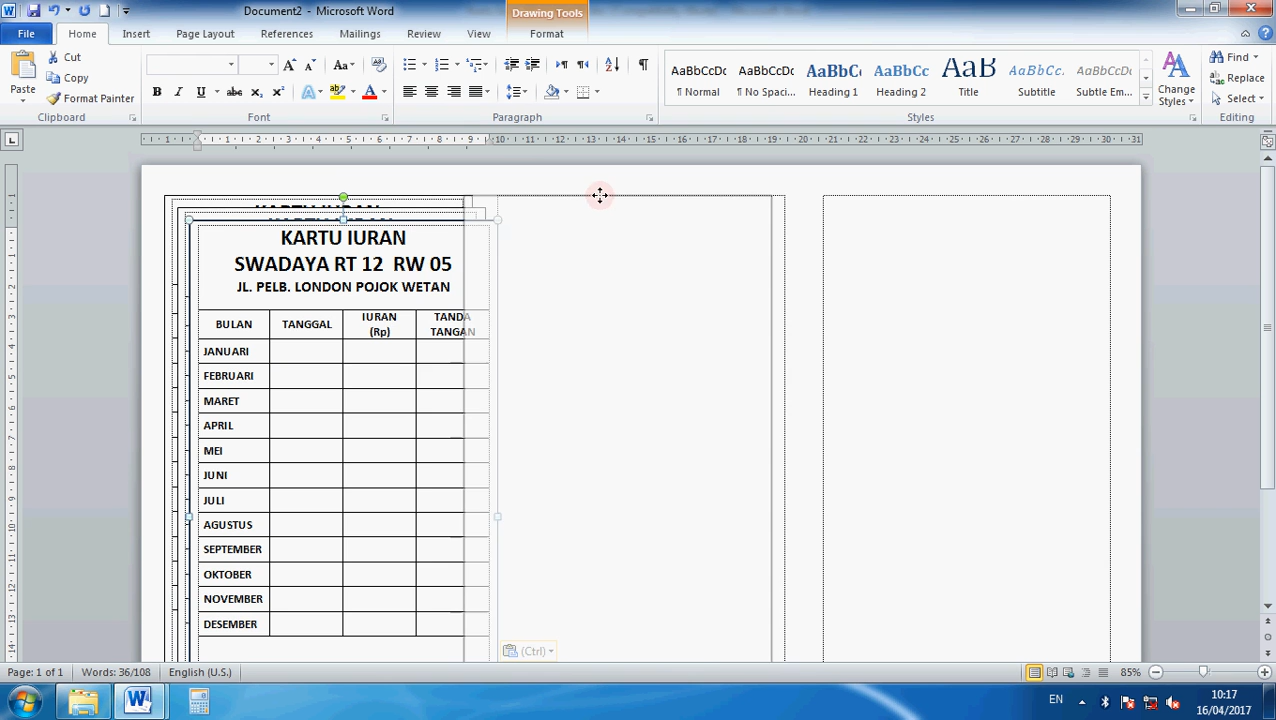 Document2 - Microsoft Word
Drawing Tools
File Home Insert Page Layout References Mailings Review View Format
Paste
Cut
Copy
Format Painter
Clipboard
Font
Paragraph
AaBbCcDc
¶ Normal
AaBbCcDc
¶ No Spaci...
AaBbCc
Heading 1
AaBbCc
Heading 2
AaB
Title
AaBbCc.
Subtitle
AaBbCcDc
Subtle Em...
Change
Styles
Styles
Find
Replace
Select
Editing
KARTU IURAN
SWADAYA RT 12 RW 05
JL. PELB. LONDON POJOK WETAN
BULAN TANGGAL IURAN (Rp) TANDA TANGAN
JANUARI
FEBRUARI
MARET
APRIL
MEI
JUNI
JULI
AGUSTUS
SEPTEMBER
OKTOBER
NOVEMBER
DESEMBER
(Ctrl)
Page: 1 of 1 Words: 36/108 English (U.S.) 85%
EN
10:17
16/04/2017